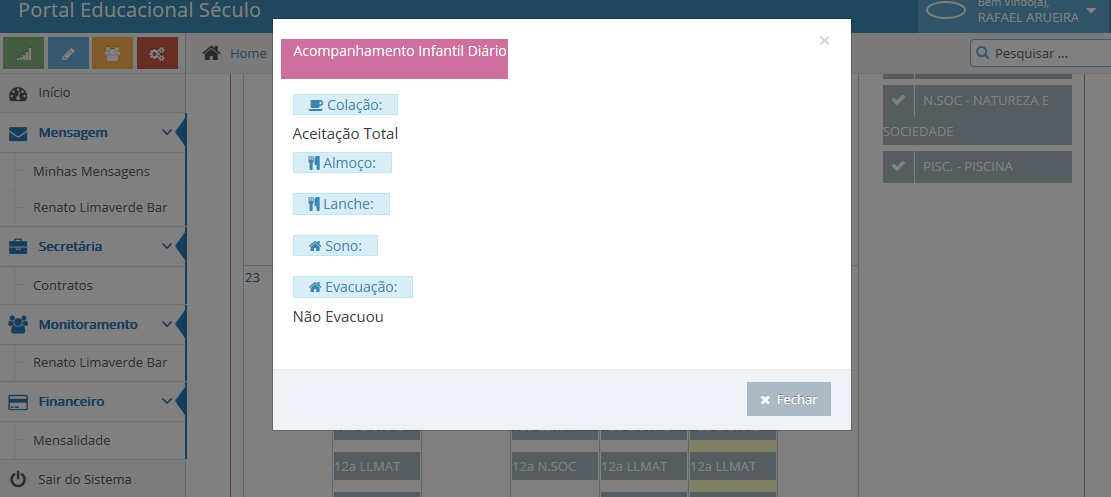 Portal Educacional Século
Bem Vindo(a),
RAFAEL ARUEIRA
Home
Pesquisar ...
Início
Mensagem
Minhas Mensagens
Renato Limaverde Bar
Secretária
Contratos
Monitoramento
Renato Limaverde Bar
Financeiro
Mensalidade
Sair do Sistema
Acompanhamento Infantil Diário
×
Colação:
Aceitação Total
Almoço:
Lanche:
Sono:
Evacuação:
Não Evacuou
Fechar
N.SOC - NATUREZA E
SOCIEDADE
PISC. - PISCINA
23
12a LLMAT
12a N.SOC
12a LLMAT
12a LLMAT